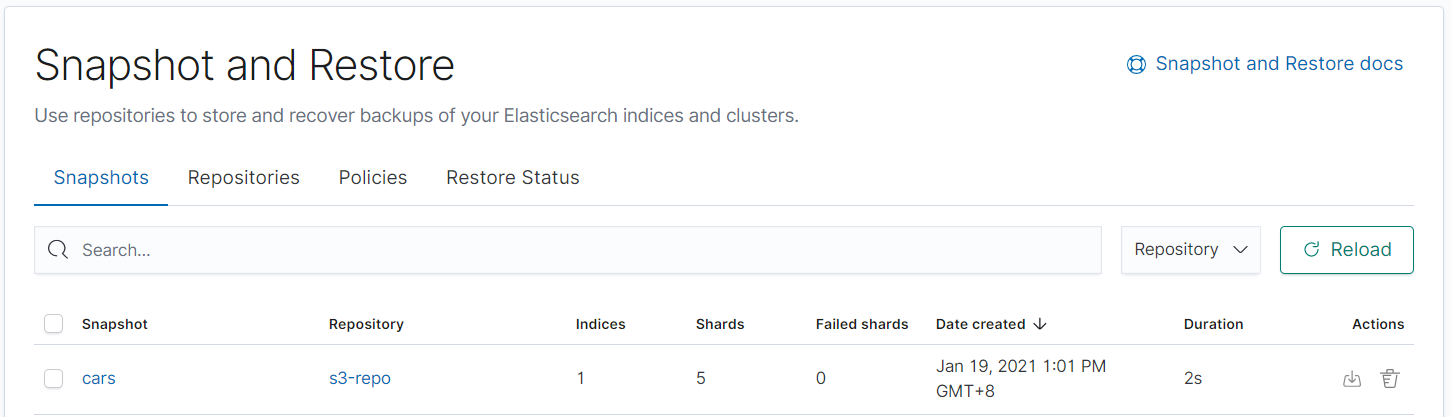 Snapshot and Restore
Snapshot and Restore docs
Use repositories to store and recover backups of your Elasticsearch indices and clusters.
Snapshots Repositories Policies Restore Status
Search... Repository Reload
Snapshot Repository Indices Shards Failed shards Date created Duration Actions
cars s3-repo 1 5 0 Jan 19, 2021 1:01 PM 2s
GMT+8